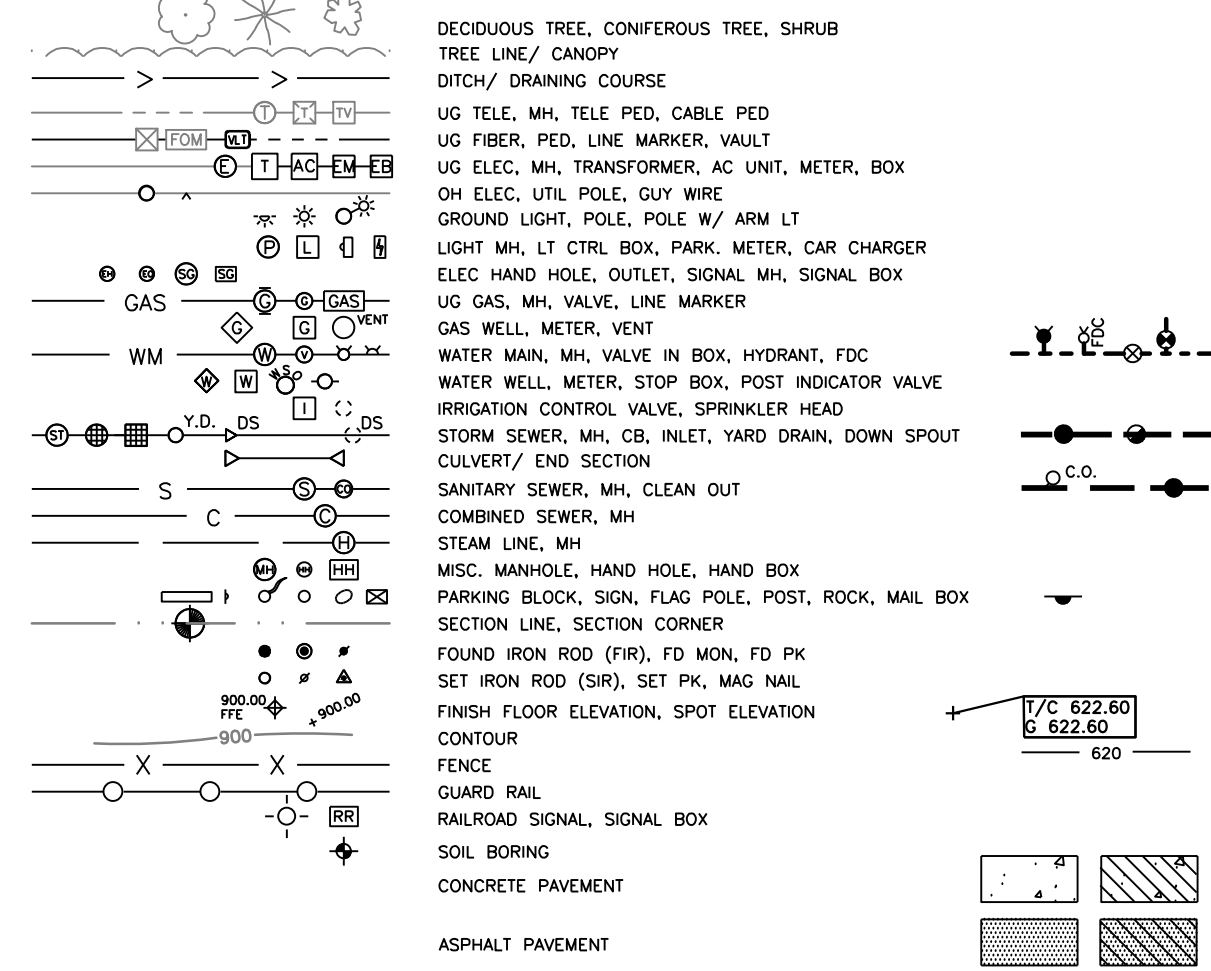 DECIDUOUS TREE, CONIFEROUS TREE, SHRUB
TREE LINE/ CANOPY
> > DITCH/ DRAINING COURSE
T T TV UG TELE, MH, TELE PED, CABLE PED
FOM VLT UG FIBER, PED, LINE MARKER, VAULT
E T AC EM EB UG ELEC, MH, TRANSFORMER, AC UNIT, METER, BOX
OH ELEC, UTIL POLE, GUY WIRE
GROUND LIGHT, POLE, POLE W/ ARM LT
P L LIGHT MH, LT CTRL BOX, PARK. METER, CAR CHARGER
EH EO SG SG ELEC HAND HOLE, OUTLET, SIGNAL MH, SIGNAL BOX
GAS G G GAS UG GAS, MH, VALVE, LINE MARKER
G G VENT GAS WELL, METER, VENT FDC
WM W V WATER MAIN, MH, VALVE IN BOX, HYDRANT, FDC
W W WSO WATER WELL, METER, STOP BOX, POST INDICATOR VALVE
I IRRIGATION CONTROL VALVE, SPRINKLER HEAD
ST Y.D. DS DS STORM SEWER, MH, CB, INLET, YARD DRAIN, DOWN SPOUT
CULVERT/ END SECTION
S S CO SANITARY SEWER, MH, CLEAN OUT C.O.
C C COMBINED SEWER, MH
H STEAM LINE, MH
MH HH HH MISC. MANHOLE, HAND HOLE, HAND BOX
PARKING BLOCK, SIGN, FLAG POLE, POST, ROCK, MAIL BOX
SECTION LINE, SECTION CORNER
FOUND IRON ROD (FIR), FD MON, FD PK
SET IRON ROD (SIR), SET PK, MAG NAIL
900.00
FFE +900.00 FINISH FLOOR ELEVATION, SPOT ELEVATION T/C 622.60
G 622.60
900 CONTOUR
620
X X FENCE
GUARD RAIL
RR RAILROAD SIGNAL, SIGNAL BOX
SOIL BORING
CONCRETE PAVEMENT
ASPHALT PAVEMENT